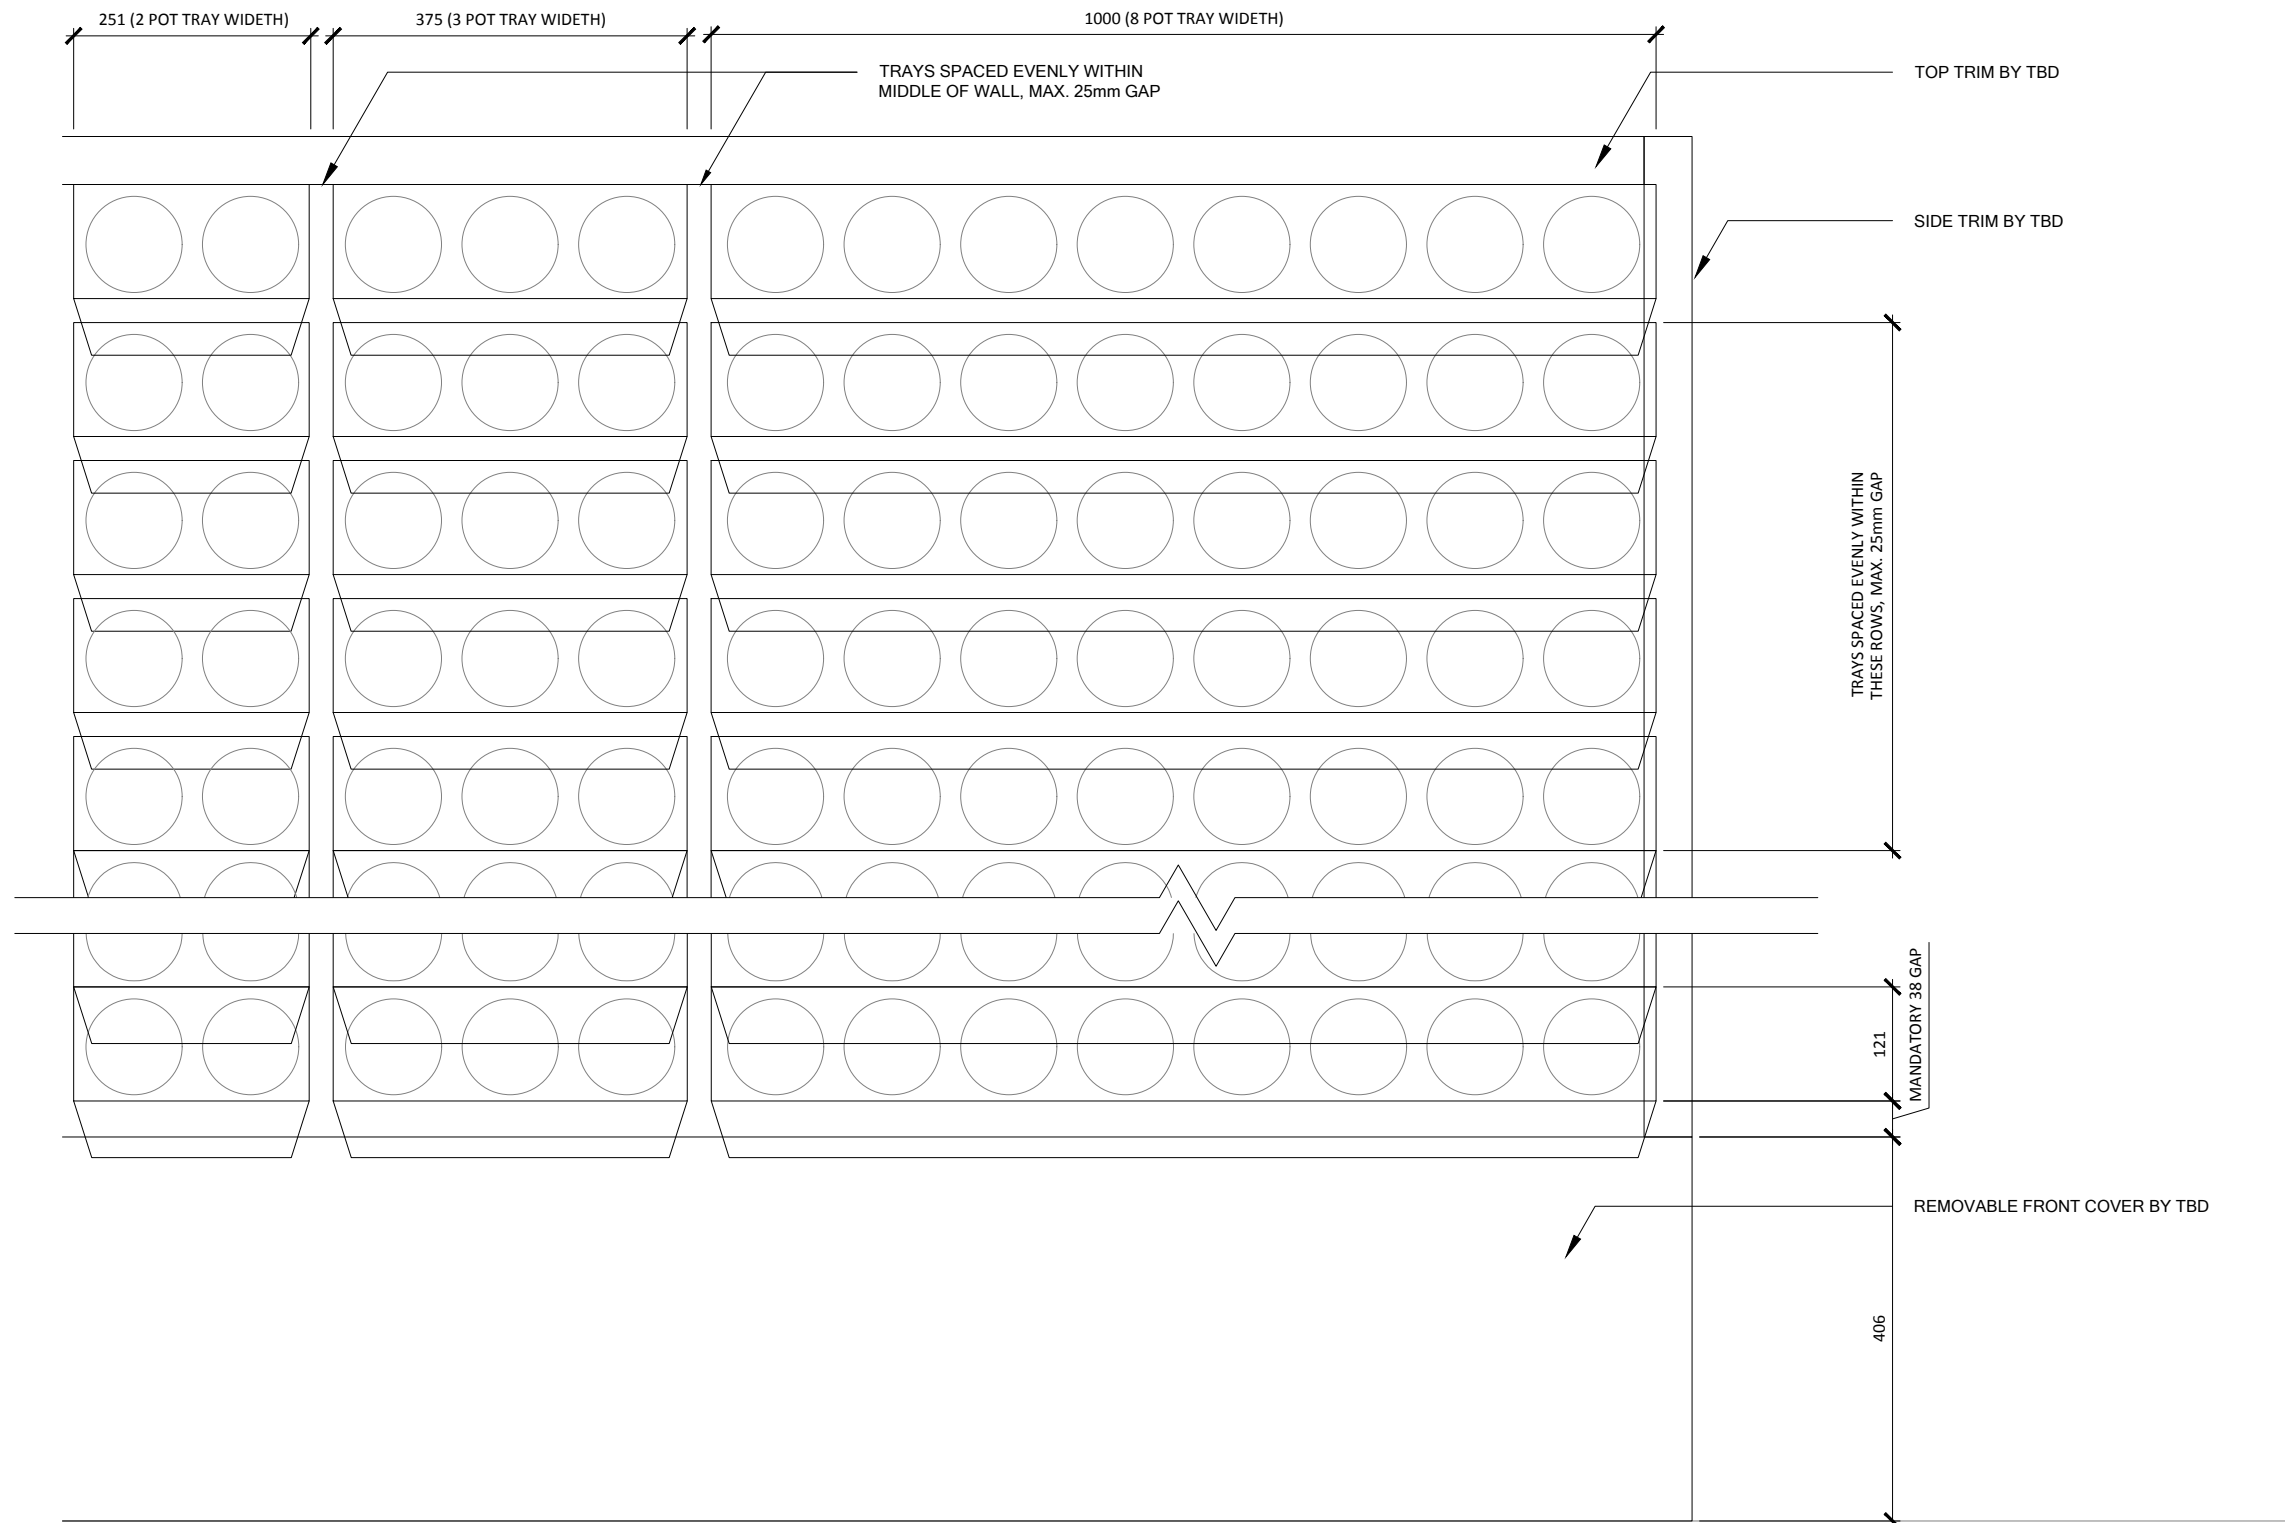 251 (2 POT TRAY WIDETH)
375 (3 POT TRAY WIDETH)
1000 (8 POT TRAY WIDETH)
TRAYS SPACED EVENLY WITHIN
MIDDLE OF WALL, MAX. 25mm GAP
TOP TRIM BY TBD
SIDE TRIM BY TBD
TRAYS SPACED EVENLY WITHIN
THESE ROWS, MAX. 25mm GAP
121
MANDATORY 38 GAP
REMOVABLE FRONT COVER BY TBD
406